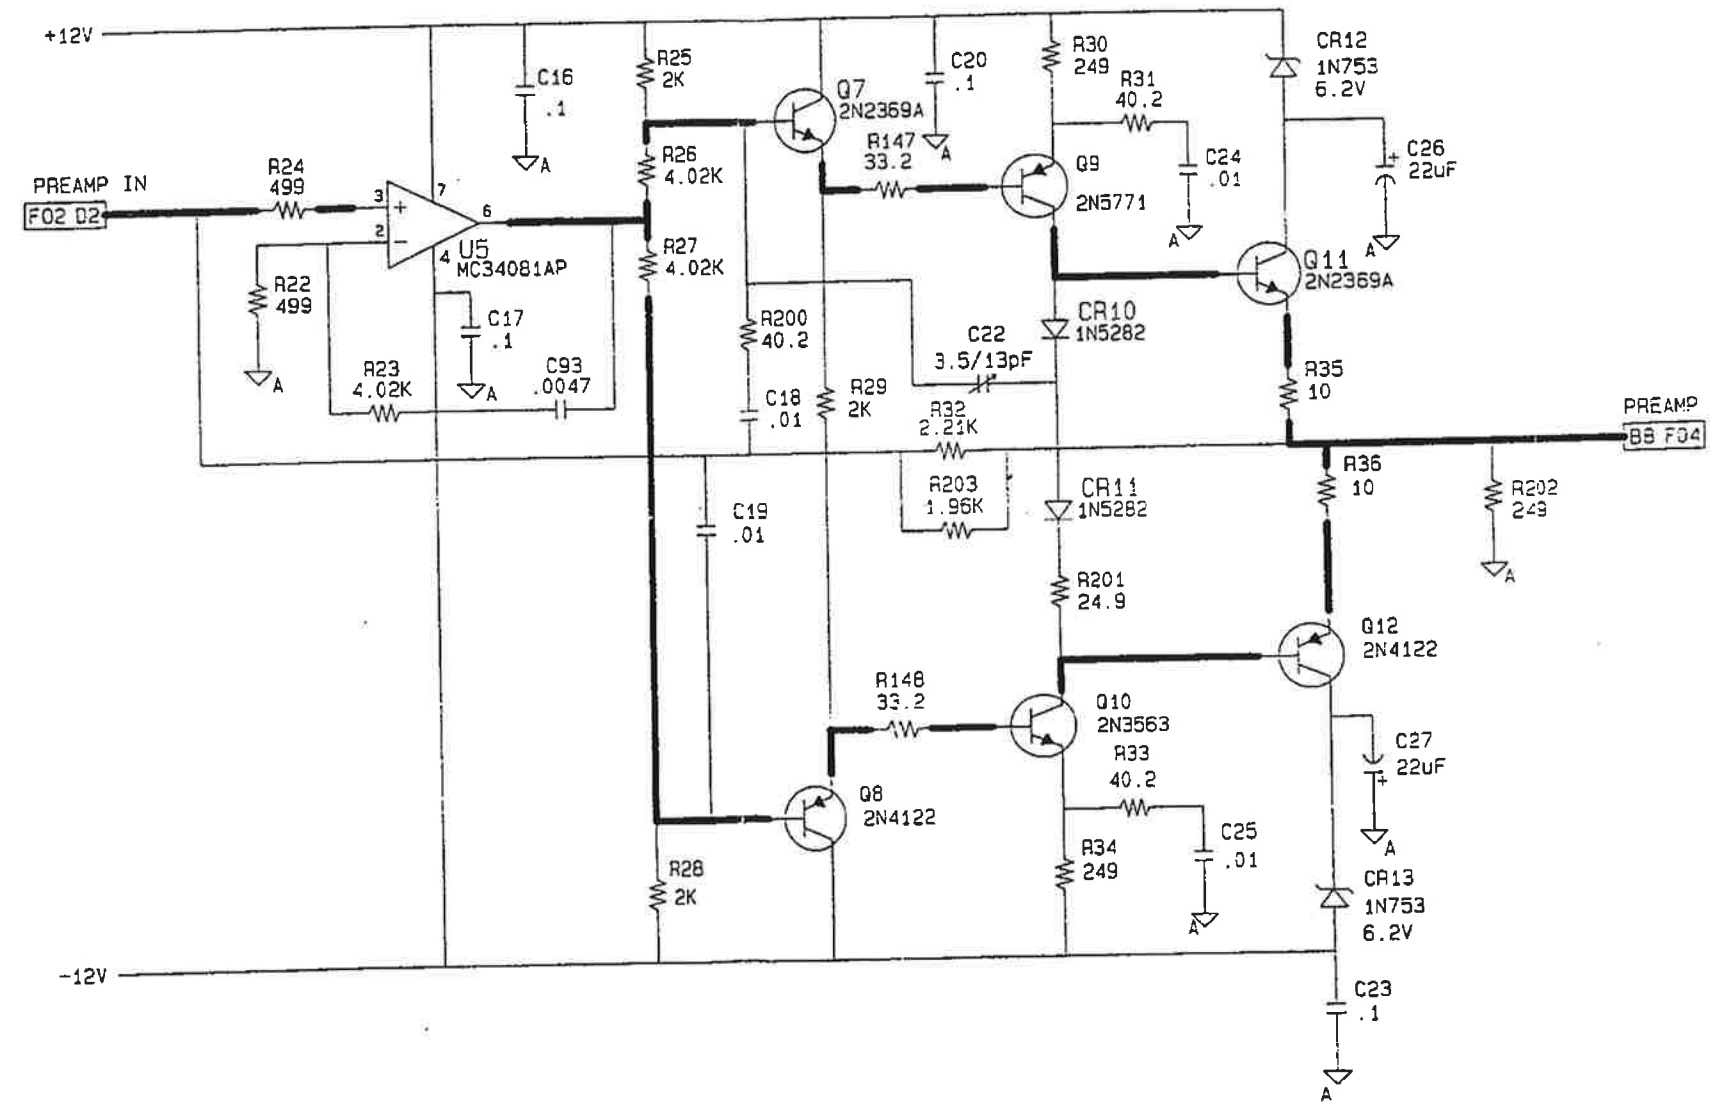 +12V
C16
.1
A
R25
2K
Q7
2N2369A
C20
.1
A
R30
249
R31
40.2
CR12
1N753
6.2V
C26
22uF
+
A
PREAMP IN
F02 D2
R24
499
3
+
2
-
7
6
4
U5
MC34081AP
R26
4.02K
R27
4.02K
R147
33.2
Q9
2N5771
C24
.01
A
Q11
2N2369A
R22
499
A
C17
.1
A
R23
4.02K
C93
.0047
R200
40.2
C18
.01
R29
2K
C22
3.5/13pF
CR10
1N5282
R35
10
PREAMP
BB F04
R32
2.21K
R203
1.96K
CR11
1N5282
R36
10
R202
249
A
C19
.01
R201
24.9
Q12
2N4122
R148
33.2
Q10
2N3563
R33
40.2
C27
22uF
+
A
Q8
2N4122
R34
249
C25
.01
A
R28
2K
CR13
1N753
6.2V
-12V
C23
.1
A